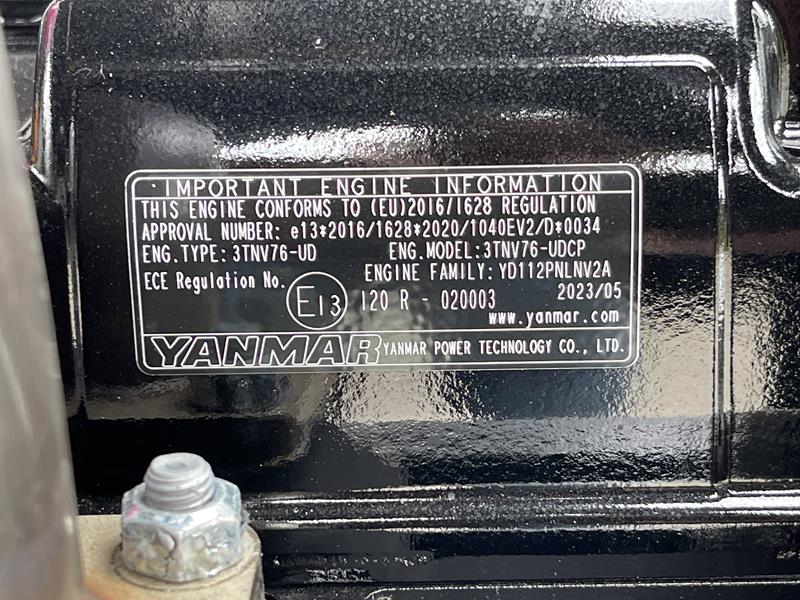 IMPORTANT ENGINE INFORMATION
THIS ENGINE CONFORMS TO (EU)2016/1628 REGULATION
APPROVAL NUMBER: e13*2016/1628*2020/1040EV2/D*0034
ENG.TYPE: 3TNV76-UD ENG.MODEL:3TNV76-UDCP
ENGINE FAMILY: YD112PNLNV2A
ECE Regulation No. E13 120 R - 020003 2023/05
www.yanmar.com
YANMAR YANMAR POWER TECHNOLOGY CO., LTD.